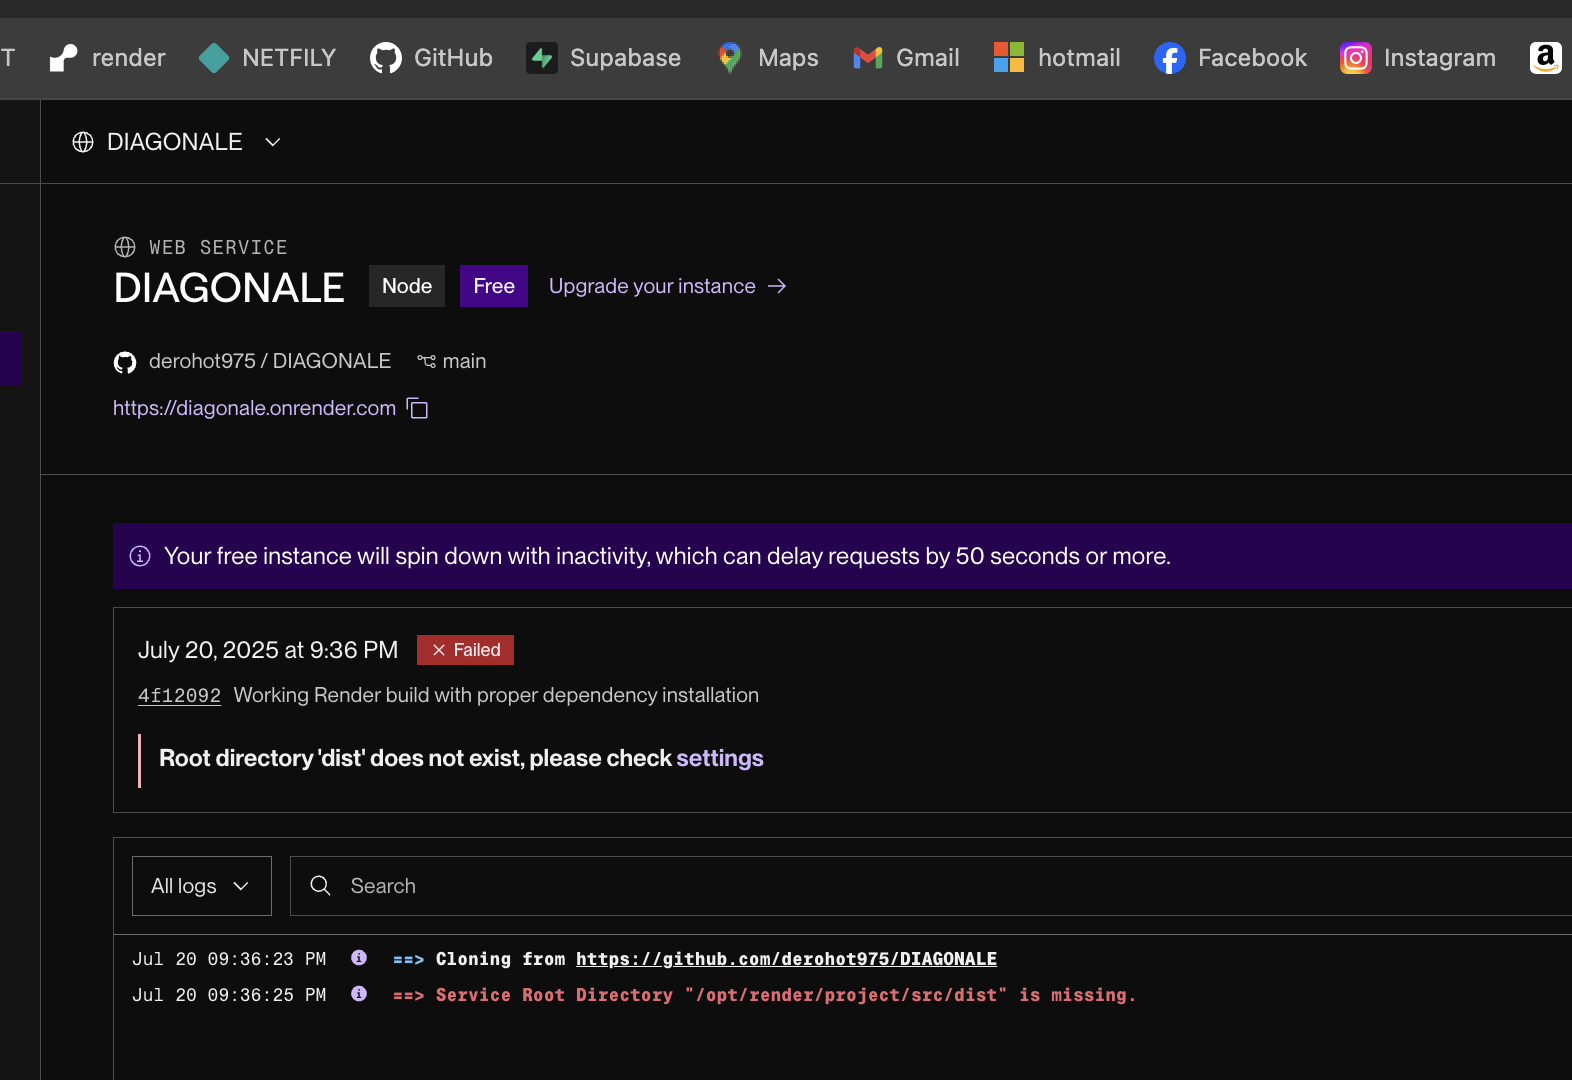 T render NETFILY GitHub Supabase Maps Gmail hotmail Facebook Instagram
DIAGONALE
WEB SERVICE
DIAGONALE Node Free Upgrade your instance →
derohot975 / DIAGONALE main
https://diagonale.onrender.com
Your free instance will spin down with inactivity, which can delay requests by 50 seconds or more.
July 20, 2025 at 9:36 PM Failed
4f12092 Working Render build with proper dependency installation
Root directory 'dist' does not exist, please check settings
All logs Search
Jul 20 09:36:23 PM ==> Cloning from https://github.com/derohot975/DIAGONALE
Jul 20 09:36:25 PM ==> Service Root Directory "/opt/render/project/src/dist" is missing.